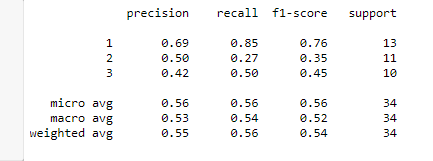 precision recall f1-score support
1 0.69 0.85 0.76 13
2 0.50 0.27 0.35 11
3 0.42 0.50 0.45 10
micro avg 0.56 0.56 0.56 34
macro avg 0.53 0.54 0.52 34
weighted avg 0.55 0.56 0.54 34